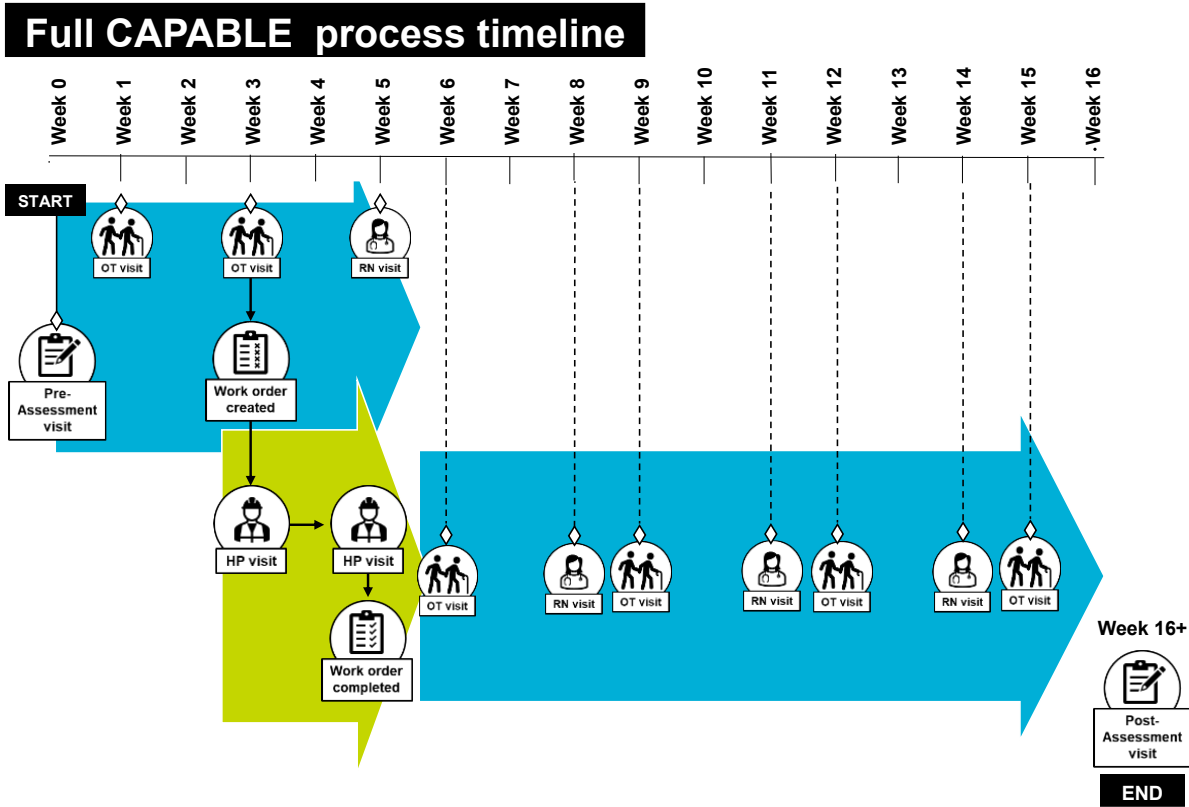 Full CAPABLE process timeline
Week 0
Week 1
Week 2
Week 3
Week 4
Week 5
Week 6
Week 7
Week 8
Week 9
Week 10
Week 11
Week 12
Week 13
Week 14
Week 15
Week 16
START
OT visit
OT visit
RN visit
Pre-
Assessment
visit
Work order
created
HP visit
HP visit
Work order
completed
OT visit
RN visit
OT visit
RN visit
OT visit
RN visit
OT visit
Week 16+
Post-
Assessment
visit
END